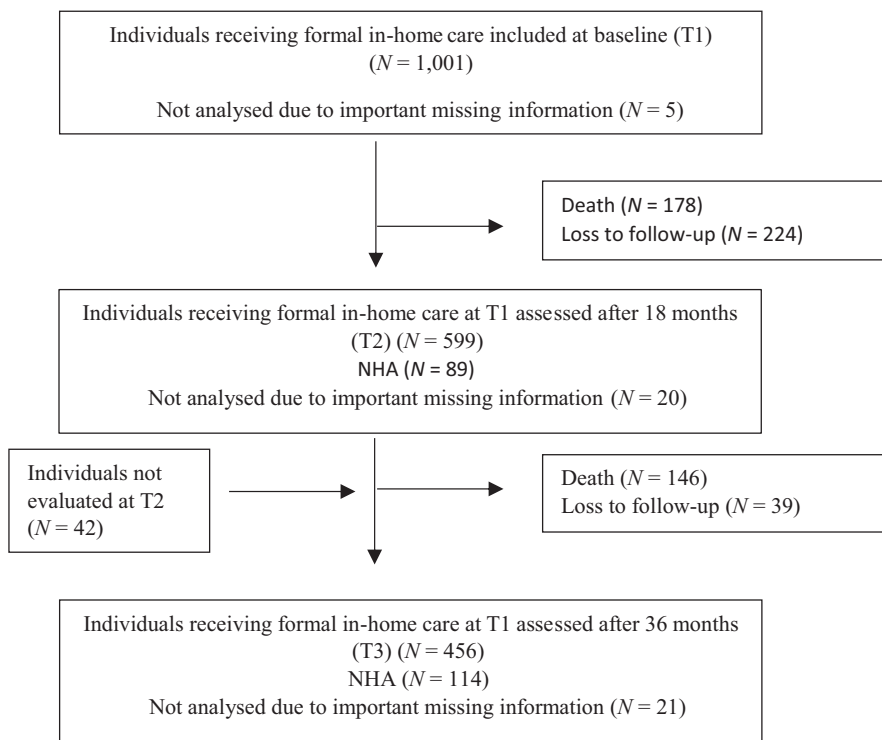 Individuals receiving formal in-home care included at baseline (T1)
(N = 1,001)
Not analysed due to important missing information (N = 5)
Death (N = 178)
Loss to follow-up (N = 224)
Individuals receiving formal in-home care at T1 assessed after 18 months
(T2) (N = 599)
NHA (N = 89)
Not analysed due to important missing information (N = 20)
Individuals not
evaluated at T2
(N = 42)
Death (N = 146)
Loss to follow-up (N = 39)
Individuals receiving formal in-home care at T1 assessed after 36 months
(T3) (N = 456)
NHA (N = 114)
Not analysed due to important missing information (N = 21)